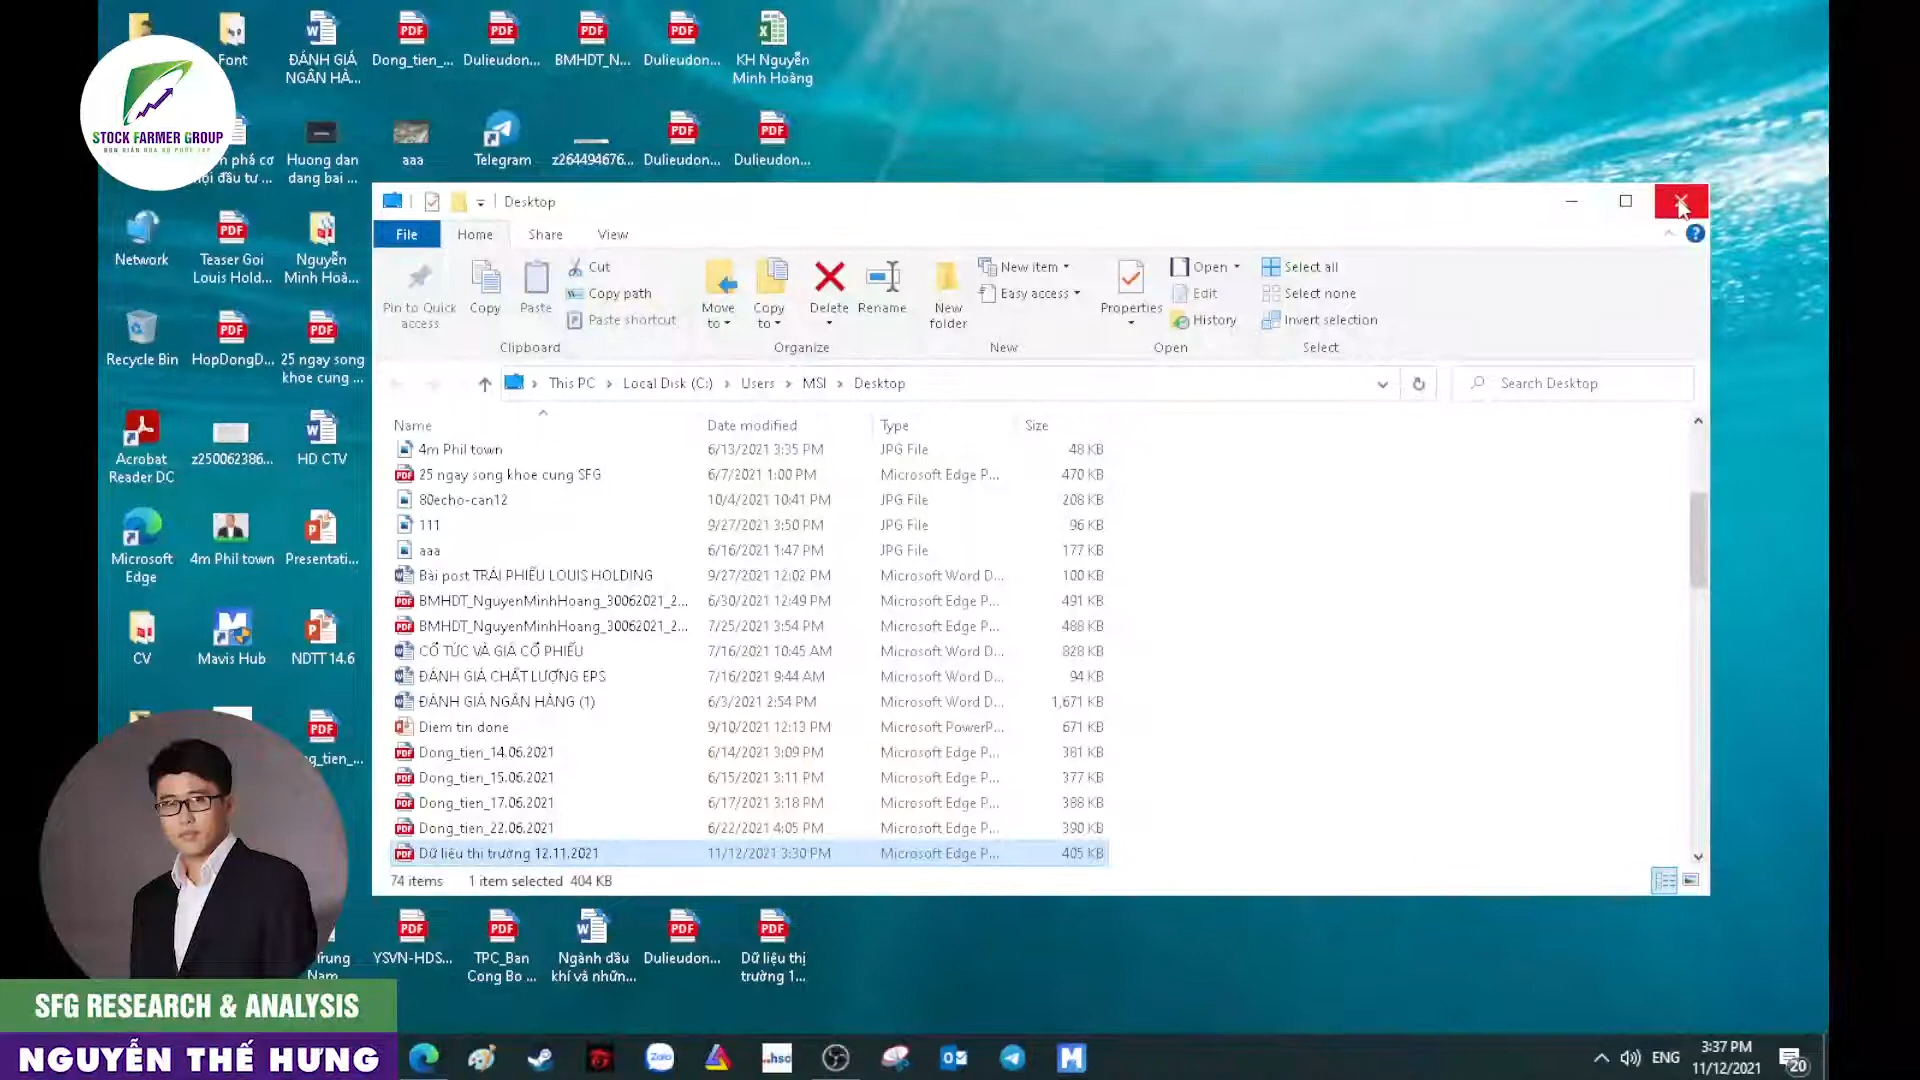 Font
ĐÁNH GIÁ
NGÂN HÀ...
Dong_tien_...
Dulieudon...
BMHDT_N...
Dulieudon...
KH Nguyễn
Minh Hoàng
STOCK FARMER GROUP
phá cơ
hội đầu tư ...
Huong dan
dang bai ...
aaa
Telegram
z264494676...
Dulieudon...
Dulieudon...
Network
Teaser Goi
Louis Hold...
Nguyễn
Minh Hoà...
Recycle Bin
HopDongD...
25 ngay song
khoe cung ...
Acrobat
Reader DC
z250062386...
HD CTV
Microsoft
Edge
4m Phil town
Presentati...
CV
Mavis Hub
NDTT 14.6
Desktop
File
Home
Share
View
Pin to Quick
access
Copy
Paste
Cut
Copy path
Paste shortcut
Clipboard
Move
to
Copy
to
Delete
Rename
Organize
New
folder
New item
Easy access
New
Properties
Open
Edit
History
Open
Select all
Select none
Invert selection
Select
This PC > Local Disk (C:) > Users > MSI > Desktop
Search Desktop
Name Date modified Type Size
4m Phil town 6/13/2021 3:35 PM JPG File 48 KB
25 ngay song khoe cung SFG 6/7/2021 1:00 PM Microsoft Edge P... 470 KB
80echo-can12 10/4/2021 10:41 PM JPG File 208 KB
111 9/27/2021 3:50 PM JPG File 96 KB
aaa 6/16/2021 1:47 PM JPG File 177 KB
Bài post TRÁI PHIẾU LOUIS HOLDING 9/27/2021 12:02 PM Microsoft Word D... 100 KB
BMHDT_NguyenMinhHoang_30062021_2... 6/30/2021 12:49 PM Microsoft Edge P... 491 KB
BMHDT_NguyenMinhHoang_30062021_2... 7/25/2021 3:54 PM Microsoft Edge P... 488 KB
CỔ TỨC VÀ GIÁ CỔ PHIẾU 7/16/2021 10:45 AM Microsoft Word D... 828 KB
ĐÁNH GIÁ CHẤT LƯỢNG EPS 7/16/2021 9:44 AM Microsoft Word D... 94 KB
ĐÁNH GIÁ NGÂN HÀNG (1) 6/3/2021 2:54 PM Microsoft Word D... 1,671 KB
Diem tin done 9/10/2021 12:13 PM Microsoft PowerP... 671 KB
Dong_tien_14.06.2021 6/14/2021 3:09 PM Microsoft Edge P... 381 KB
Dong_tien_15.06.2021 6/15/2021 3:11 PM Microsoft Edge P... 377 KB
Dong_tien_17.06.2021 6/17/2021 3:18 PM Microsoft Edge P... 388 KB
Dong_tien_22.06.2021 6/22/2021 4:05 PM Microsoft Edge P... 390 KB
Dữ liệu thị trường 12.11.2021 11/12/2021 3:30 PM Microsoft Edge P... 405 KB
74 items 1 item selected 404 KB
Trung
Nam
YSVN-HDS...
TPC_Ban
Cong Bo ...
Ngành dầu
khí và nhữn...
Dulieudon...
Dữ liệu thị
trường 1...
SFG RESEARCH & ANALYSIS
NGUYỄN THẾ HƯNG
Zalo
.hsc
ENG
3:37 PM
11/12/2021
20